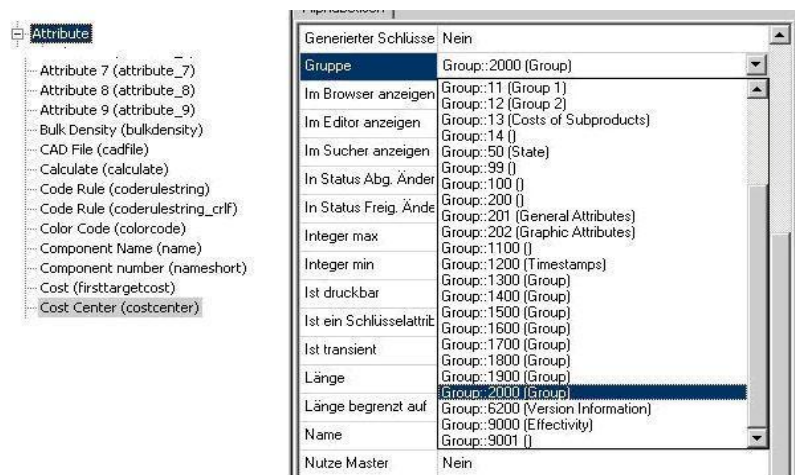 Attribute
Attribute 7 (attribute_7)
Attribute 8 (attribute_8)
Attribute 9 (attribute_9)
Bulk Density (bulkdensity)
CAD File (cadfile)
Calculate (calculate)
Code Rule (coderulestring)
Code Rule (coderulestring_crlf)
Color Code (colorcode)
Component Name (name)
Component number (nameshort)
Cost (firsttargetcost)
Cost Center (costcenter)
Generierter Schlüsse Nein
Gruppe Group::2000 (Group)
Im Browser anzeigen
Im Editor anzeigen
Im Sucher anzeigen
In Status Abg. Änder
In Status Freig. Ände
Integer max
Integer min
Ist druckbar
Ist ein Schlüsselattrib
Ist transient
Länge
Länge begrenzt auf
Name
Nutze Master Nein
Group::11 (Group 1)
Group::12 (Group 2)
Group::13 (Costs of Subproducts)
Group::14 ()
Group::50 (State)
Group::99 ()
Group::100 ()
Group::200 ()
Group::201 (General Attributes)
Group::202 (Graphic Attributes)
Group::1100 ()
Group::1200 (Timestamps)
Group::1300 (Group)
Group::1400 (Group)
Group::1500 (Group)
Group::1600 (Group)
Group::1700 (Group)
Group::1800 (Group)
Group::1900 (Group)
Group::2000 (Group)
Group::6200 (Version Information)
Group::9000 (Effectivity)
Group::9001 ()